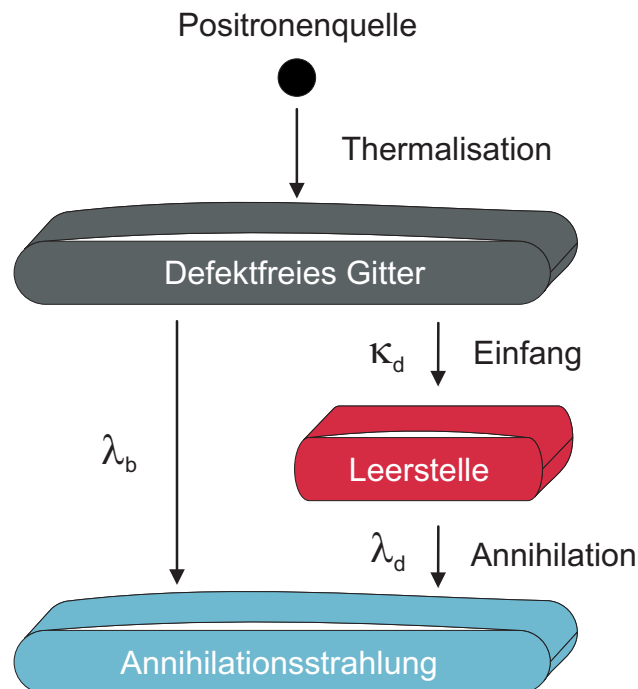 Positronenquelle
Thermalisation
Defektfreies Gitter
κd Einfang
λb
Leerstelle
λd Annihilation
Annihilationsstrahlung